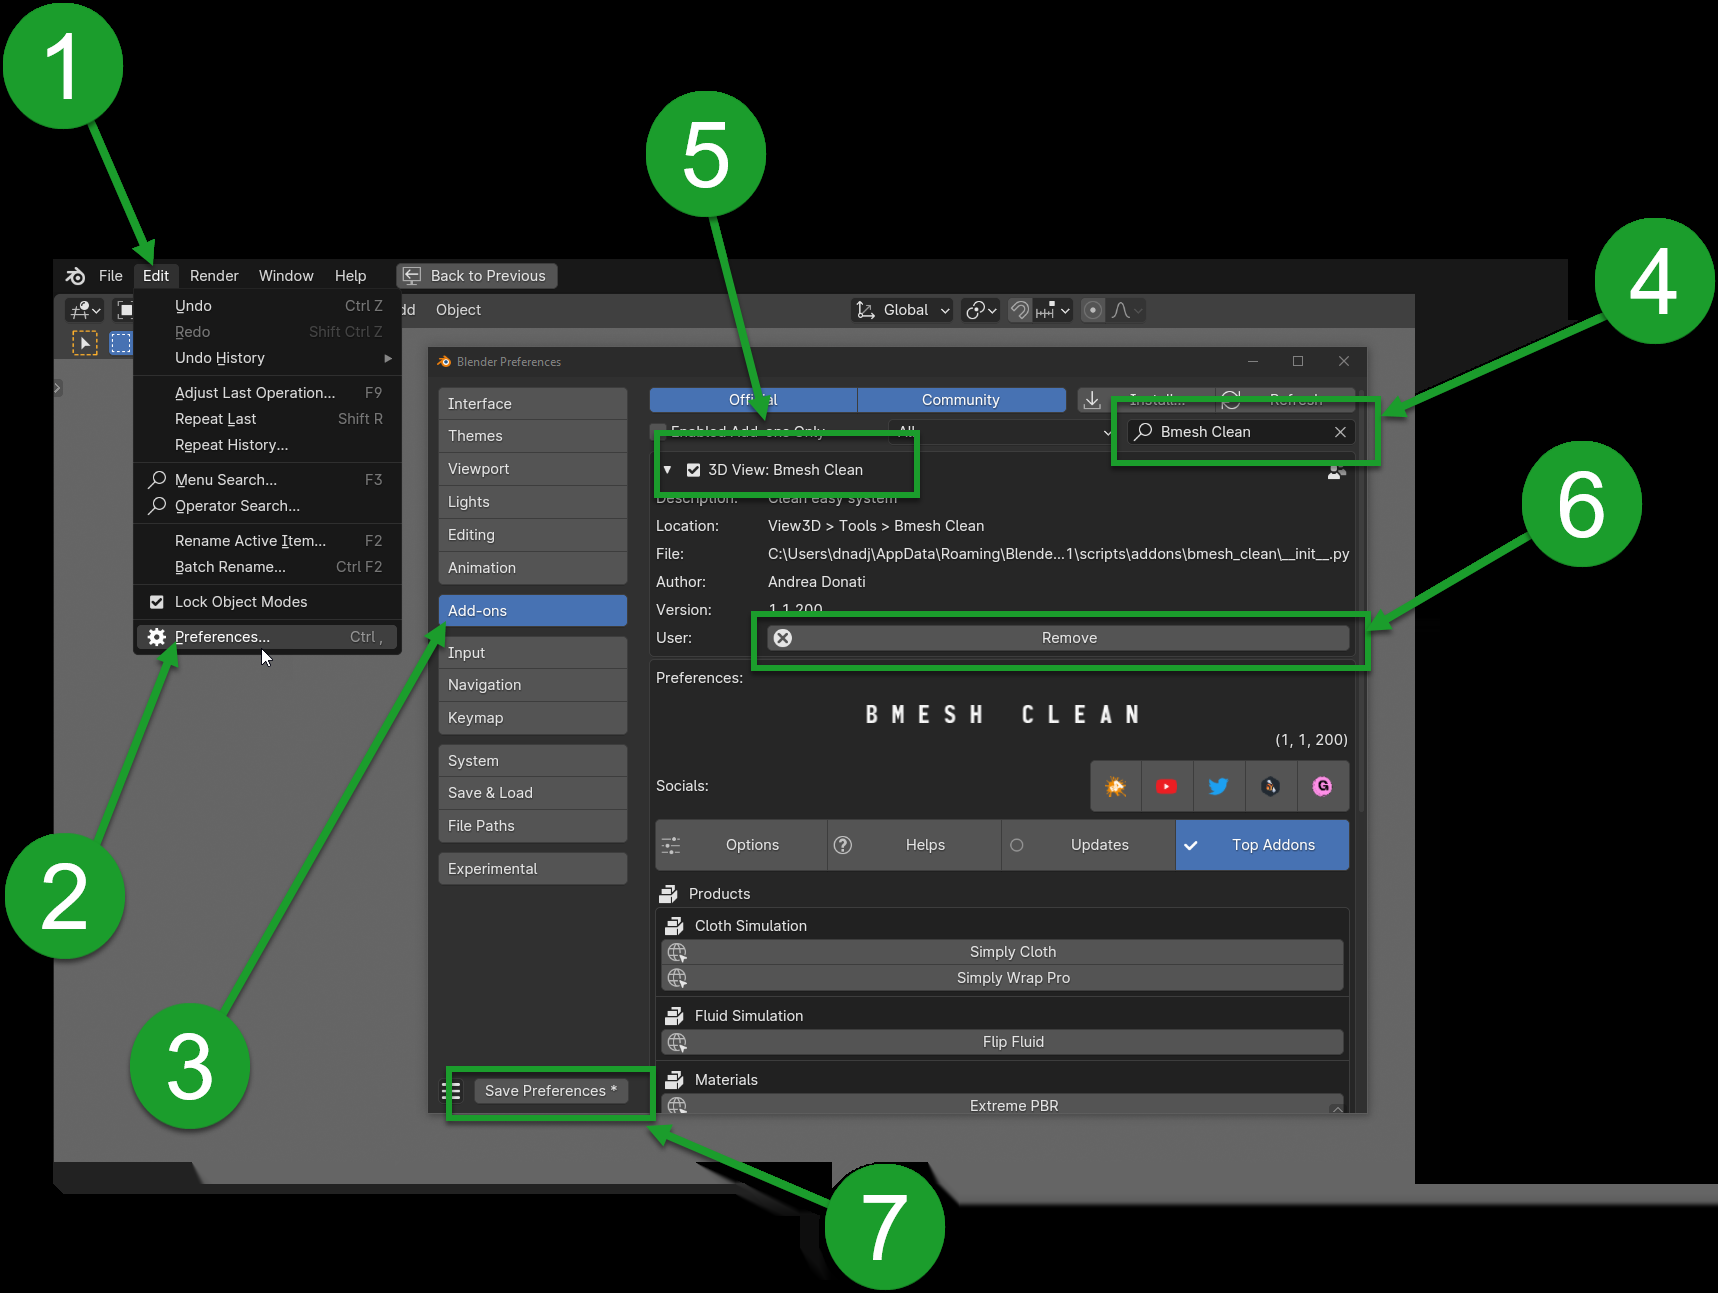 1
5
4
File Edit Render Window Help Back to Previous
Undo Ctrl Z
Redo Shift Ctrl Z
Undo History
Adjust Last Operation... F9
Repeat Last Shift R
Repeat History...
Menu Search... F3
Operator Search...
Rename Active Item... F2
Batch Rename... Ctrl F2
Lock Object Modes
Preferences... Ctrl ,
dd Object Global
Blender Preferences
Interface
Themes
Viewport
Lights
Editing
Animation
Add-ons
Input
Navigation
Keymap
System
Save & Load
File Paths
Experimental
Save Preferences *
Official Community Install... Refresh
Enabled Add-ons Only All Bmesh Clean
3D View: Bmesh Clean
Description: Clean easy system
Location: View3D > Tools > Bmesh Clean
File: C:\Users\dnadj\AppData\Roaming\Blende...1\scripts\addons\bmesh_clean\__init__.py
Author: Andrea Donati
Version: 1.1.200
User: Remove
Preferences:
BMESH CLEAN
(1, 1, 200)
Socials:
Options Helps Updates Top Addons
Products
Cloth Simulation
Simply Cloth
Simply Wrap Pro
Fluid Simulation
Flip Fluid
Materials
Extreme PBR
6
2
3
7